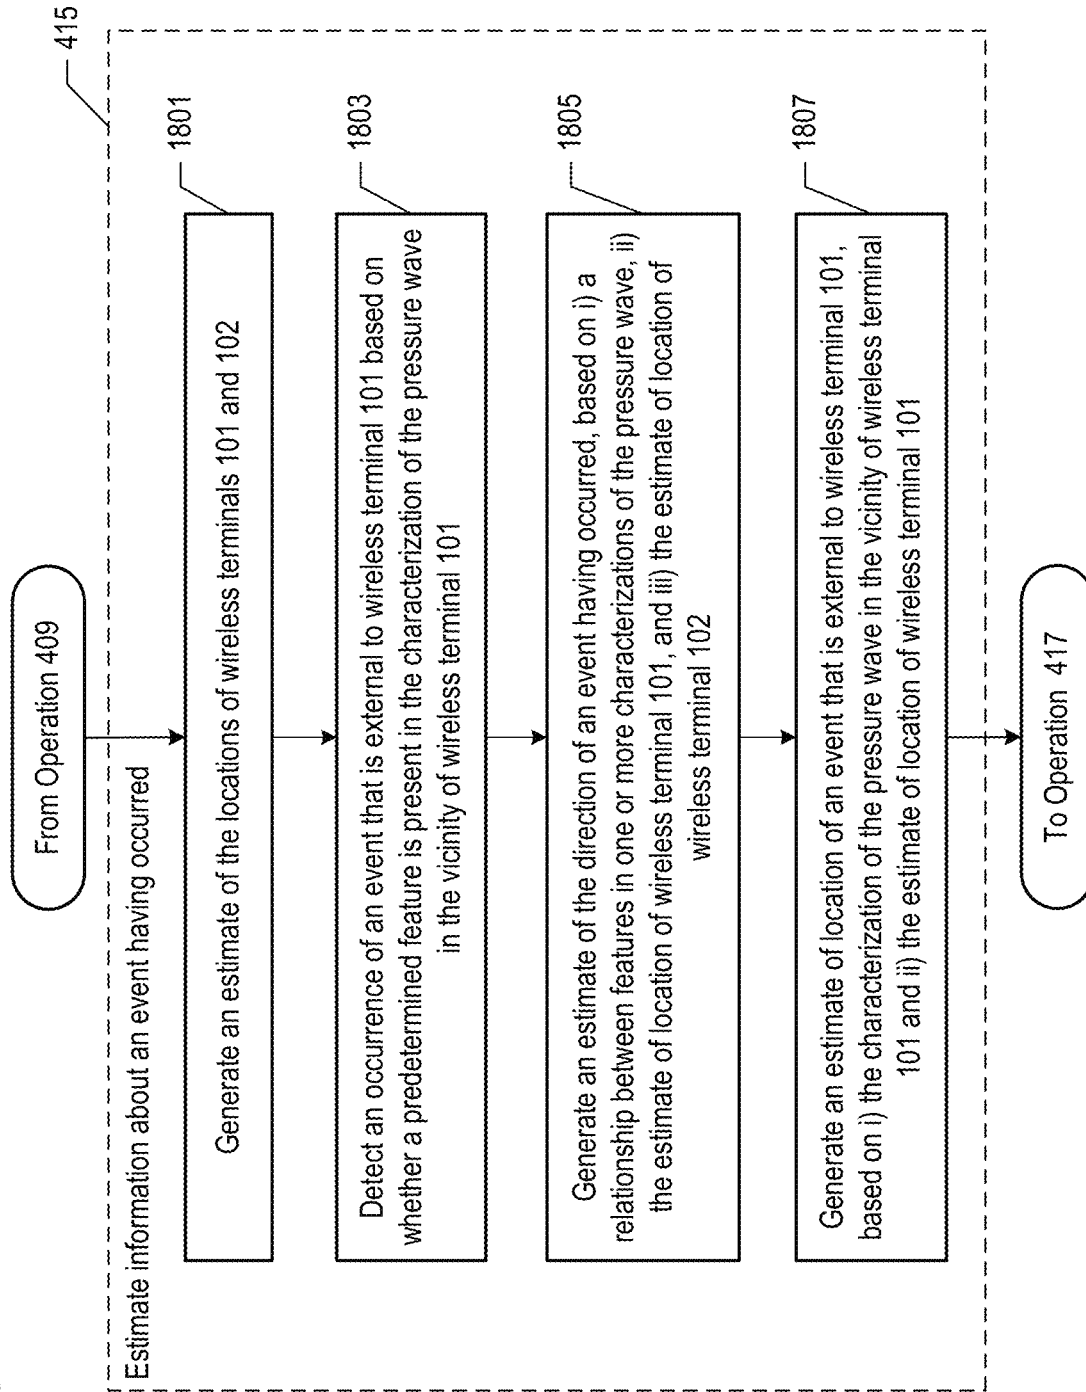 From Operation 409
415
Estimate information about an event having occurred
1801
Generate an estimate of the locations of wireless terminals 101 and 102
1803
Detect an occurrence of an event that is external to wireless terminal 101 based on
whether a predetermined feature is present in the characterization of the pressure wave
in the vicinity of wireless terminal 101
1805
Generate an estimate of the direction of an event having occurred, based on i) a
relationship between features in one or more characterizations of the pressure wave, ii)
the estimate of location of wireless terminal 101, and iii) the estimate of location of
wireless terminal 102
1807
Generate an estimate of location of an event that is external to wireless terminal 101,
based on i) the characterization of the pressure wave in the vicinity of wireless terminal
101 and ii) the estimate of location of wireless terminal 101
To Operation 417